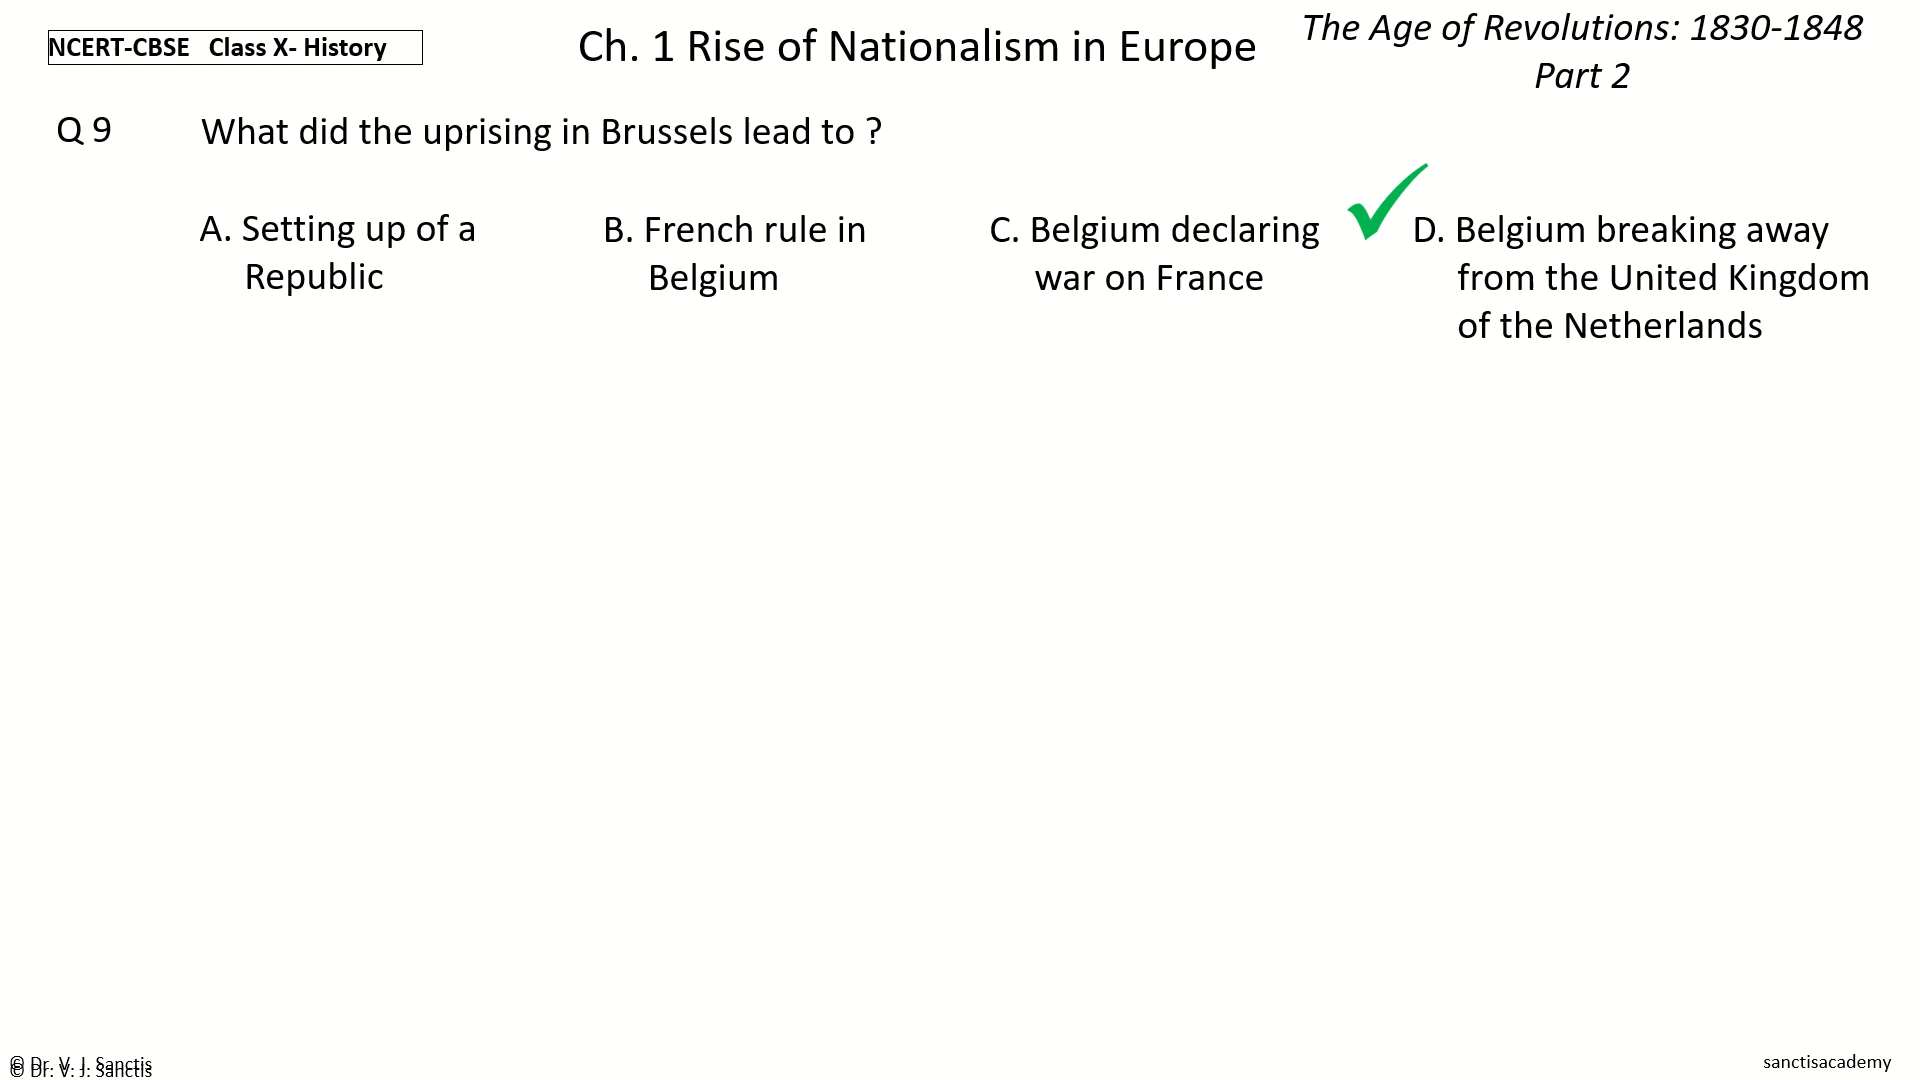 NCERT-CBSE Class X- History
Ch. 1 Rise of Nationalism in Europe
The Age of Revolutions: 1830-1848
Part 2
Q 9 What did the uprising in Brussels lead to ?
A. Setting up of a
Republic
B. French rule in
Belgium
C. Belgium declaring
war on France
D. Belgium breaking away
from the United Kingdom
of the Netherlands
© Dr. V. J. Sanctis
© Dr. V. J. Sanctis
sanctisacademy